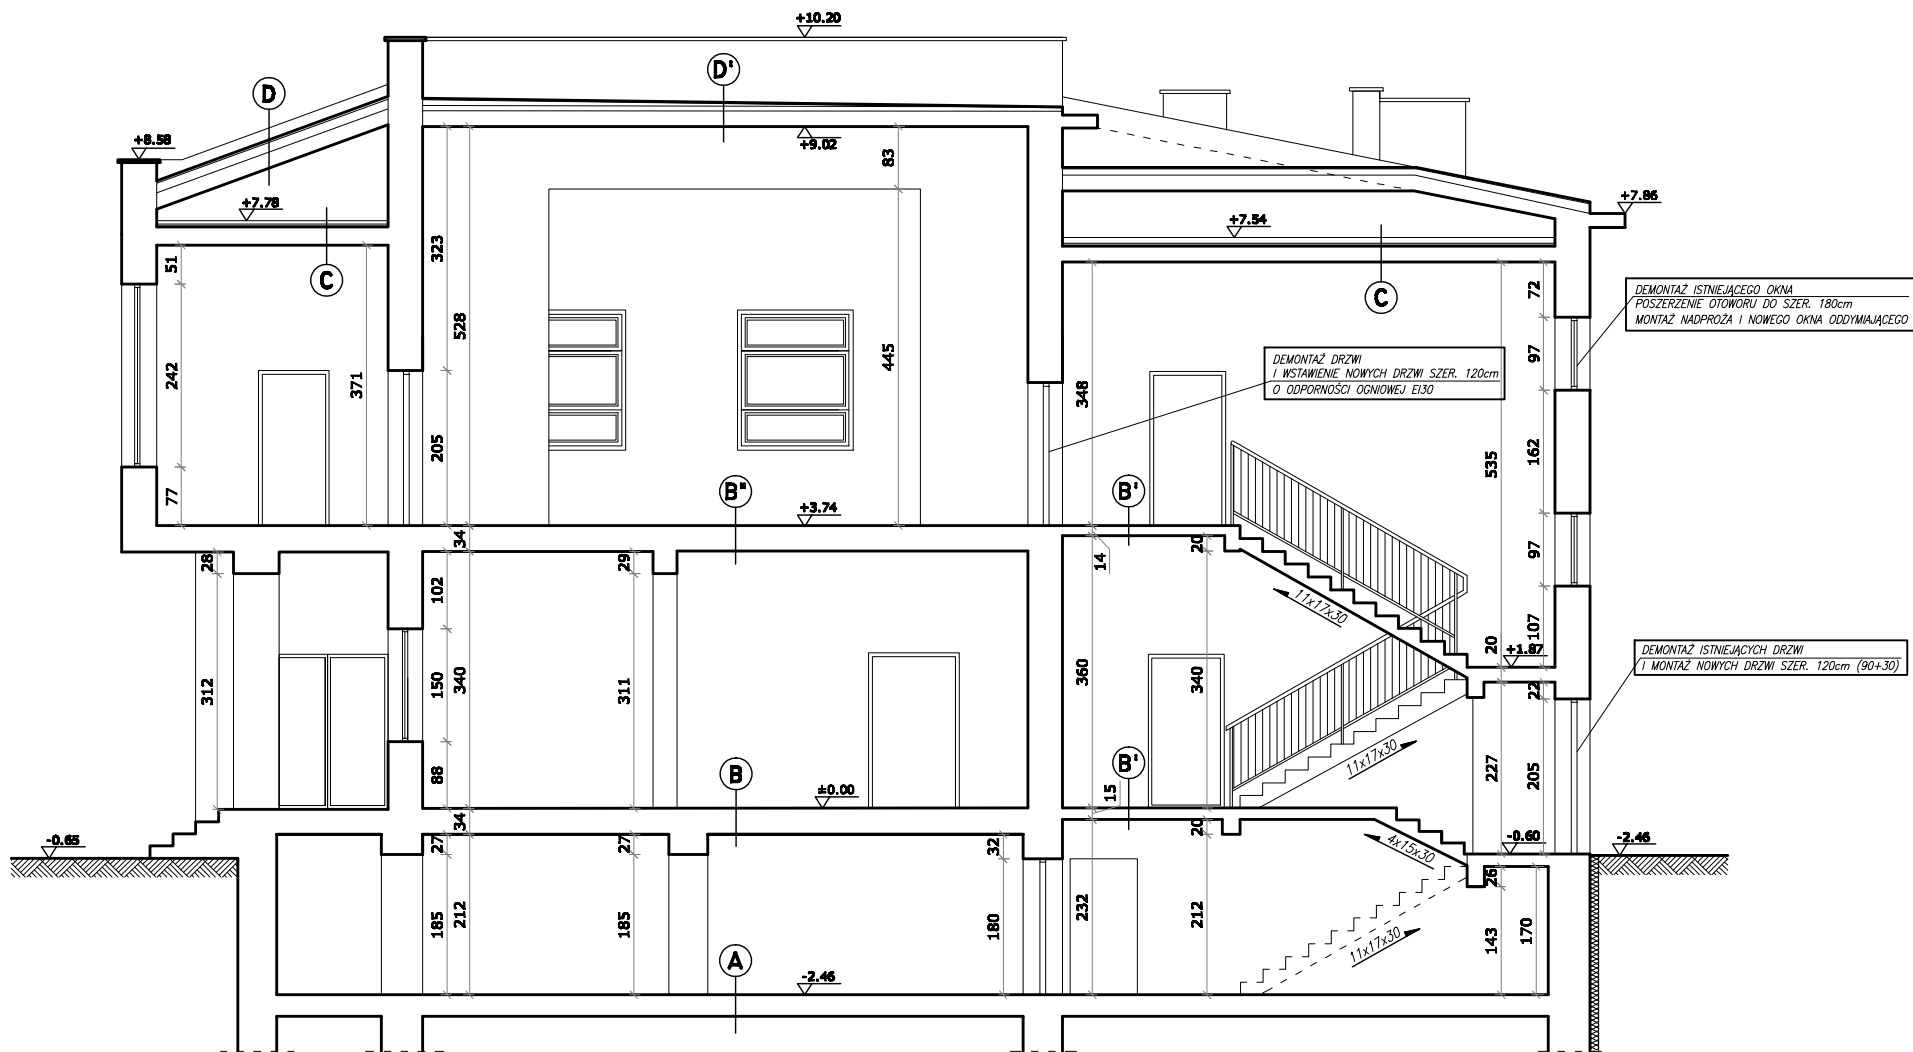 +10.20
D'
D
+8.58
+9.02
83
+7.78
+7.86
+7.54
323
51
C
C
72
DEMONTAŻ ISTNIEJĄCEGO OKNA
POSZERZENIE OTOWORU DO SZER. 180cm
MONTAŻ NADPROŻA I NOWEGO OKNA ODDYMIAJĄCEGO
528
242
371
445
348
97
DEMONTAŻ DRZWI
I WSTAWIENIE NOWYCH DRZWI SZER. 120cm
O ODPORNOŚCI OGNIOWEJ EI30
205
535
162
77
B"
B'
+3.74
34
28
29
14
20
97
102
11x17x30
107
20
+1.87
DEMONTAŻ ISTNIEJĄCYCH DRZWI
I MONTAŻ NOWYCH DRZWI SZER. 120cm (90+30)
312
150
340
311
360
340
22
11x17x30
227
205
88
B
B'
±0.00
15
34
20
-0.65
27
27
32
4x15x30
-0.60
-2.46
26
185
212
185
180
232
212
11x17x30
143
170
A
-2.46